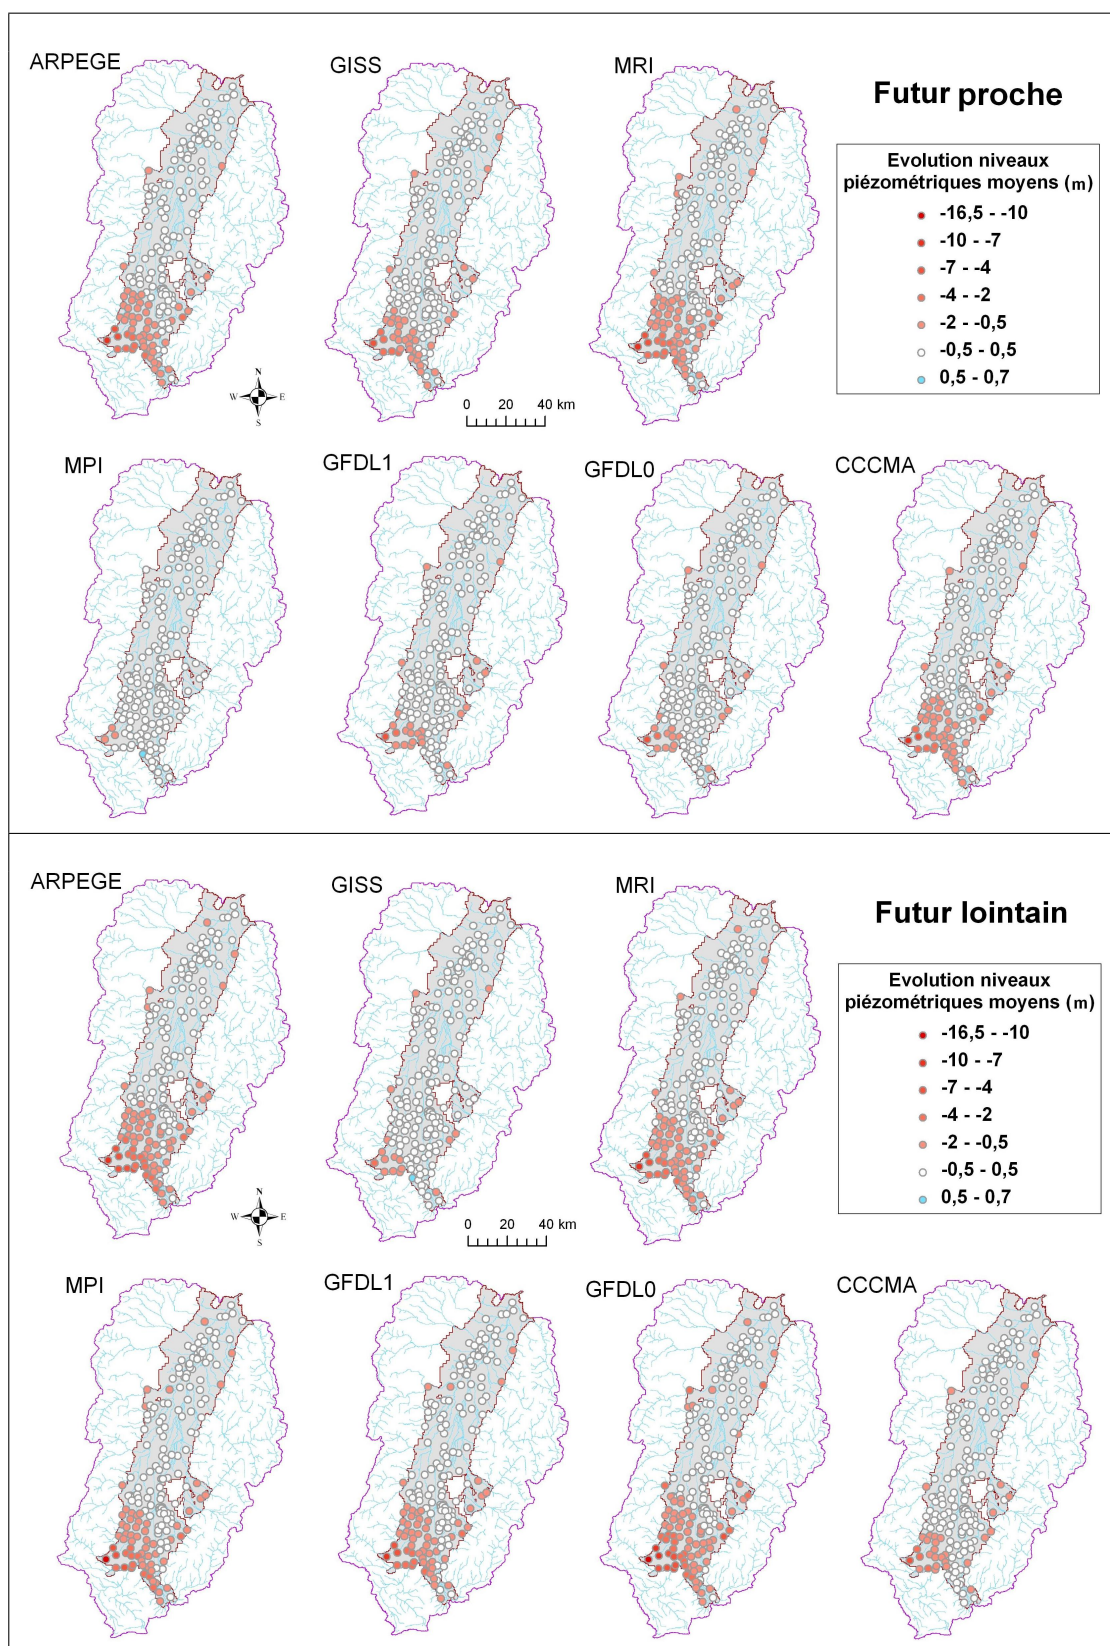 ARPEGE
GISS
MRI
Futur proche
Evolution niveaux
piézométriques moyens (m)
-16,5 - -10
-10 - -7
-7 - -4
-4 - -2
-2 - -0,5
-0,5 - 0,5
0,5 - 0,7
N
W E
S
0 20 40 km
MPI
GFDL1
GFDL0
CCCMA
ARPEGE
GISS
MRI
Futur lointain
Evolution niveaux
piézométriques moyens (m)
-16,5 - -10
-10 - -7
-7 - -4
-4 - -2
-2 - -0,5
-0,5 - 0,5
0,5 - 0,7
N
W E
S
0 20 40 km
MPI
GFDL1
GFDL0
CCCMA